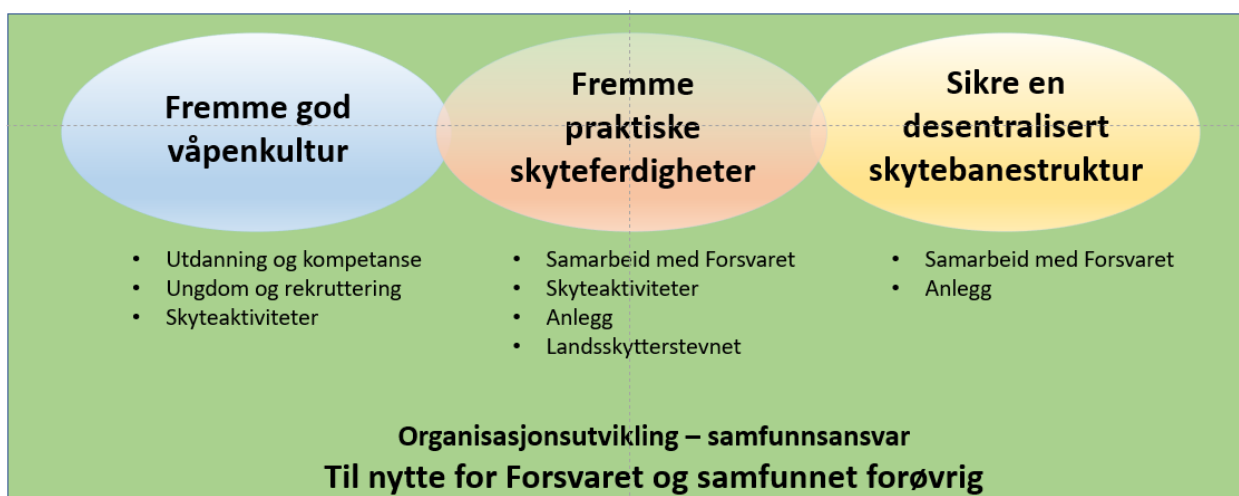 Fremme god
våpenkultur
Fremme
praktiske
skyteferdigheter
Sikre en
desentralisert
skytebanestruktur
• Utdanning og kompetanse
• Ungdom og rekruttering
• Skyteaktiviteter
• Samarbeid med Forsvaret
• Skyteaktiviteter
• Anlegg
• Landsskytterstevnet
• Samarbeid med Forsvaret
• Anlegg
Organisasjonsutvikling – samfunnsansvar
Til nytte for Forsvaret og samfunnet forøvrig